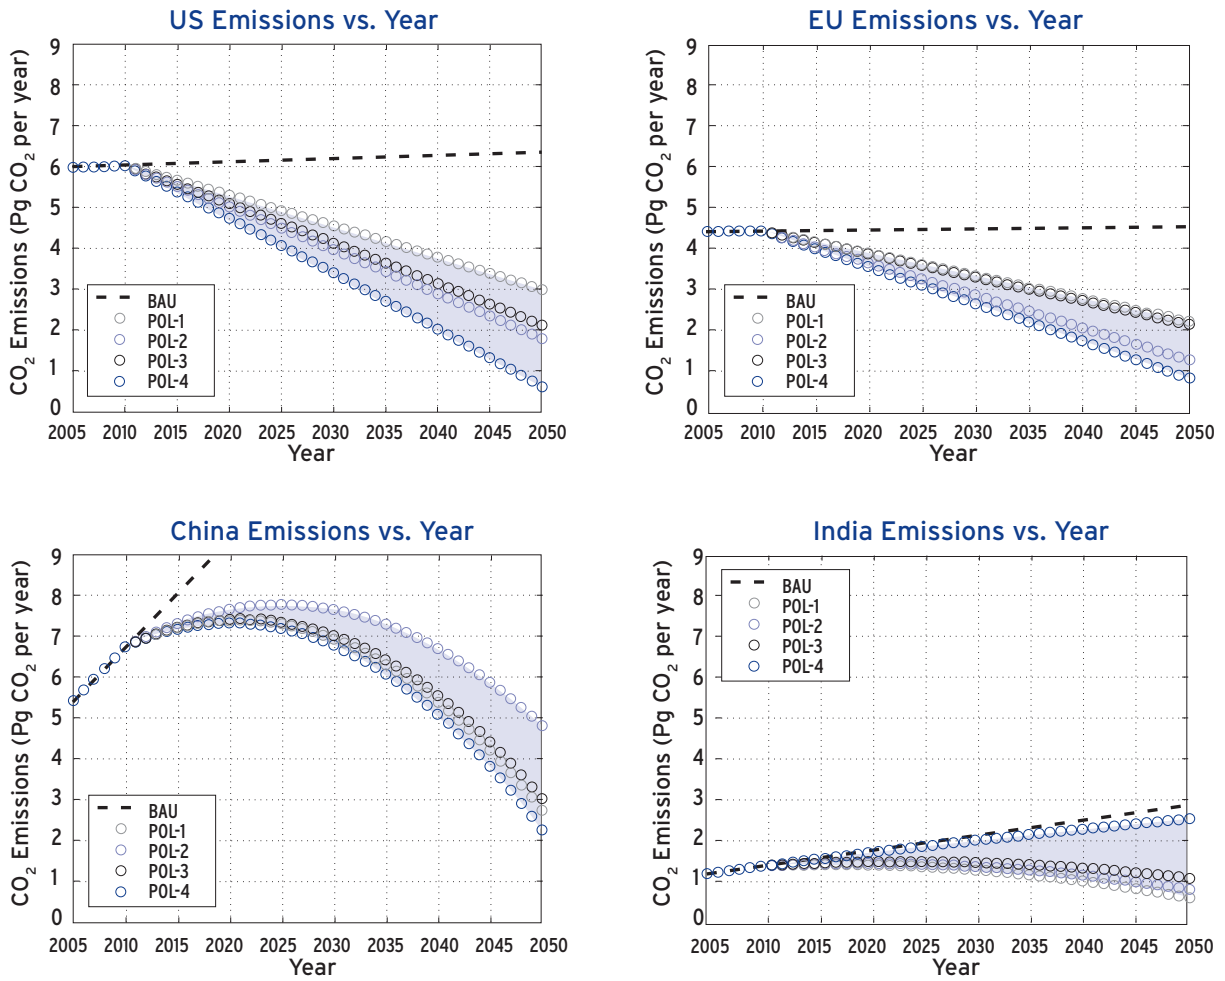 US Emissions vs. Year
CO2 Emissions (Pg CO2 per year)
9
8
7
6
5
4
3
2
1
0
BAU
POL-1
POL-2
POL-3
POL-4
2005 2010 2015 2020 2025 2030 2035 2040 2045 2050
Year
EU Emissions vs. Year
CO2 Emissions (Pg CO2 per year)
9
8
7
6
5
4
3
2
1
0
BAU
POL-1
POL-2
POL-3
POL-4
2005 2010 2015 2020 2025 2030 2035 2040 2045 2050
Year
China Emissions vs. Year
CO2 Emissions (Pg CO2 per year)
9
8
7
6
5
4
3
2
1
0
BAU
POL-1
POL-2
POL-3
POL-4
2005 2010 2015 2020 2025 2030 2035 2040 2045 2050
Year
India Emissions vs. Year
CO2 Emissions (Pg CO2 per year)
9
8
7
6
5
4
3
2
1
0
BAU
POL-1
POL-2
POL-3
POL-4
2005 2010 2015 2020 2025 2030 2035 2040 2045 2050
Year